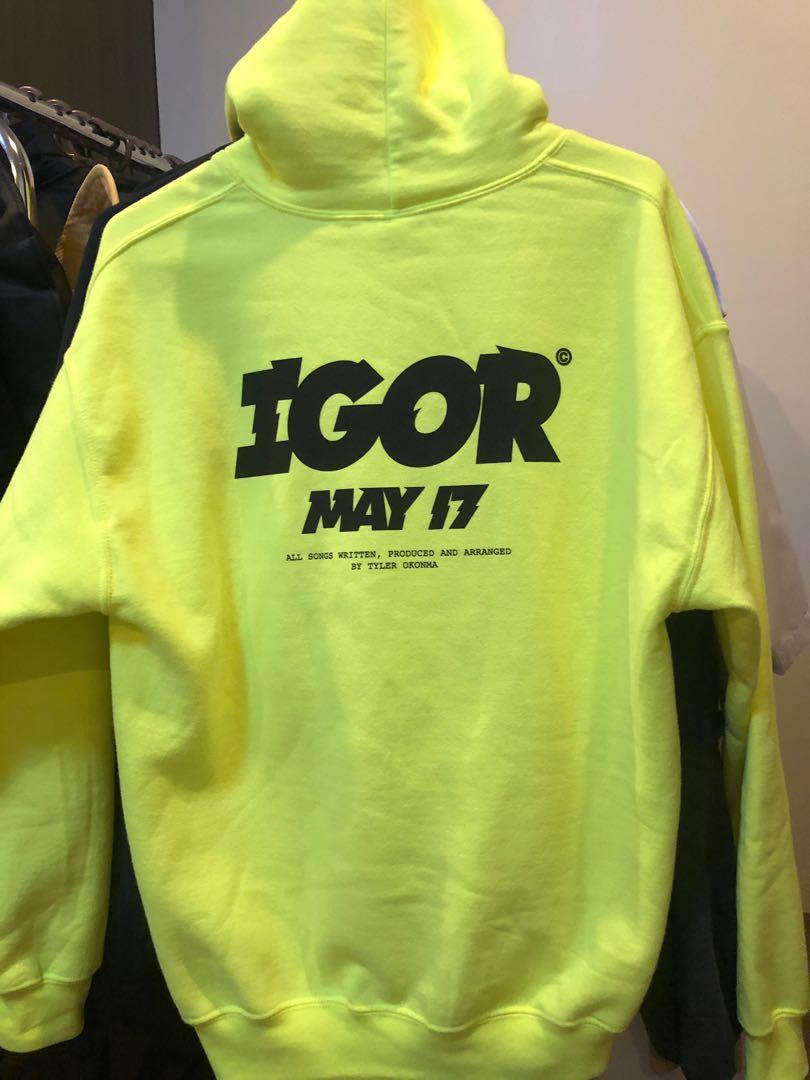 IGOR©
MAY 17
ALL SONGS WRITTEN, PRODUCED AND ARRANGED
BY TYLER OKONMA